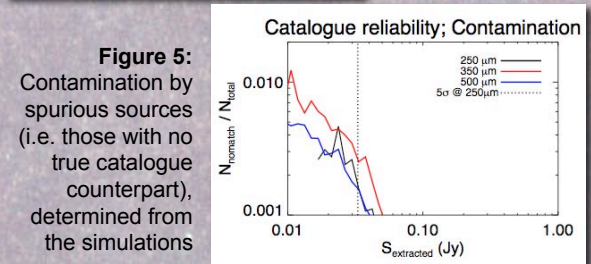 Figure 5:
Contamination by
spurious sources
(i.e. those with no
true catalogue
counterpart),
determined from
the simulations
Catalogue reliability; Contamination
250 μm
350 μm
500 μm
5σ @ 250μm
0.010
0.001
N_nomatch / N_total
0.01
0.10
1.00
S_extracted (Jy)